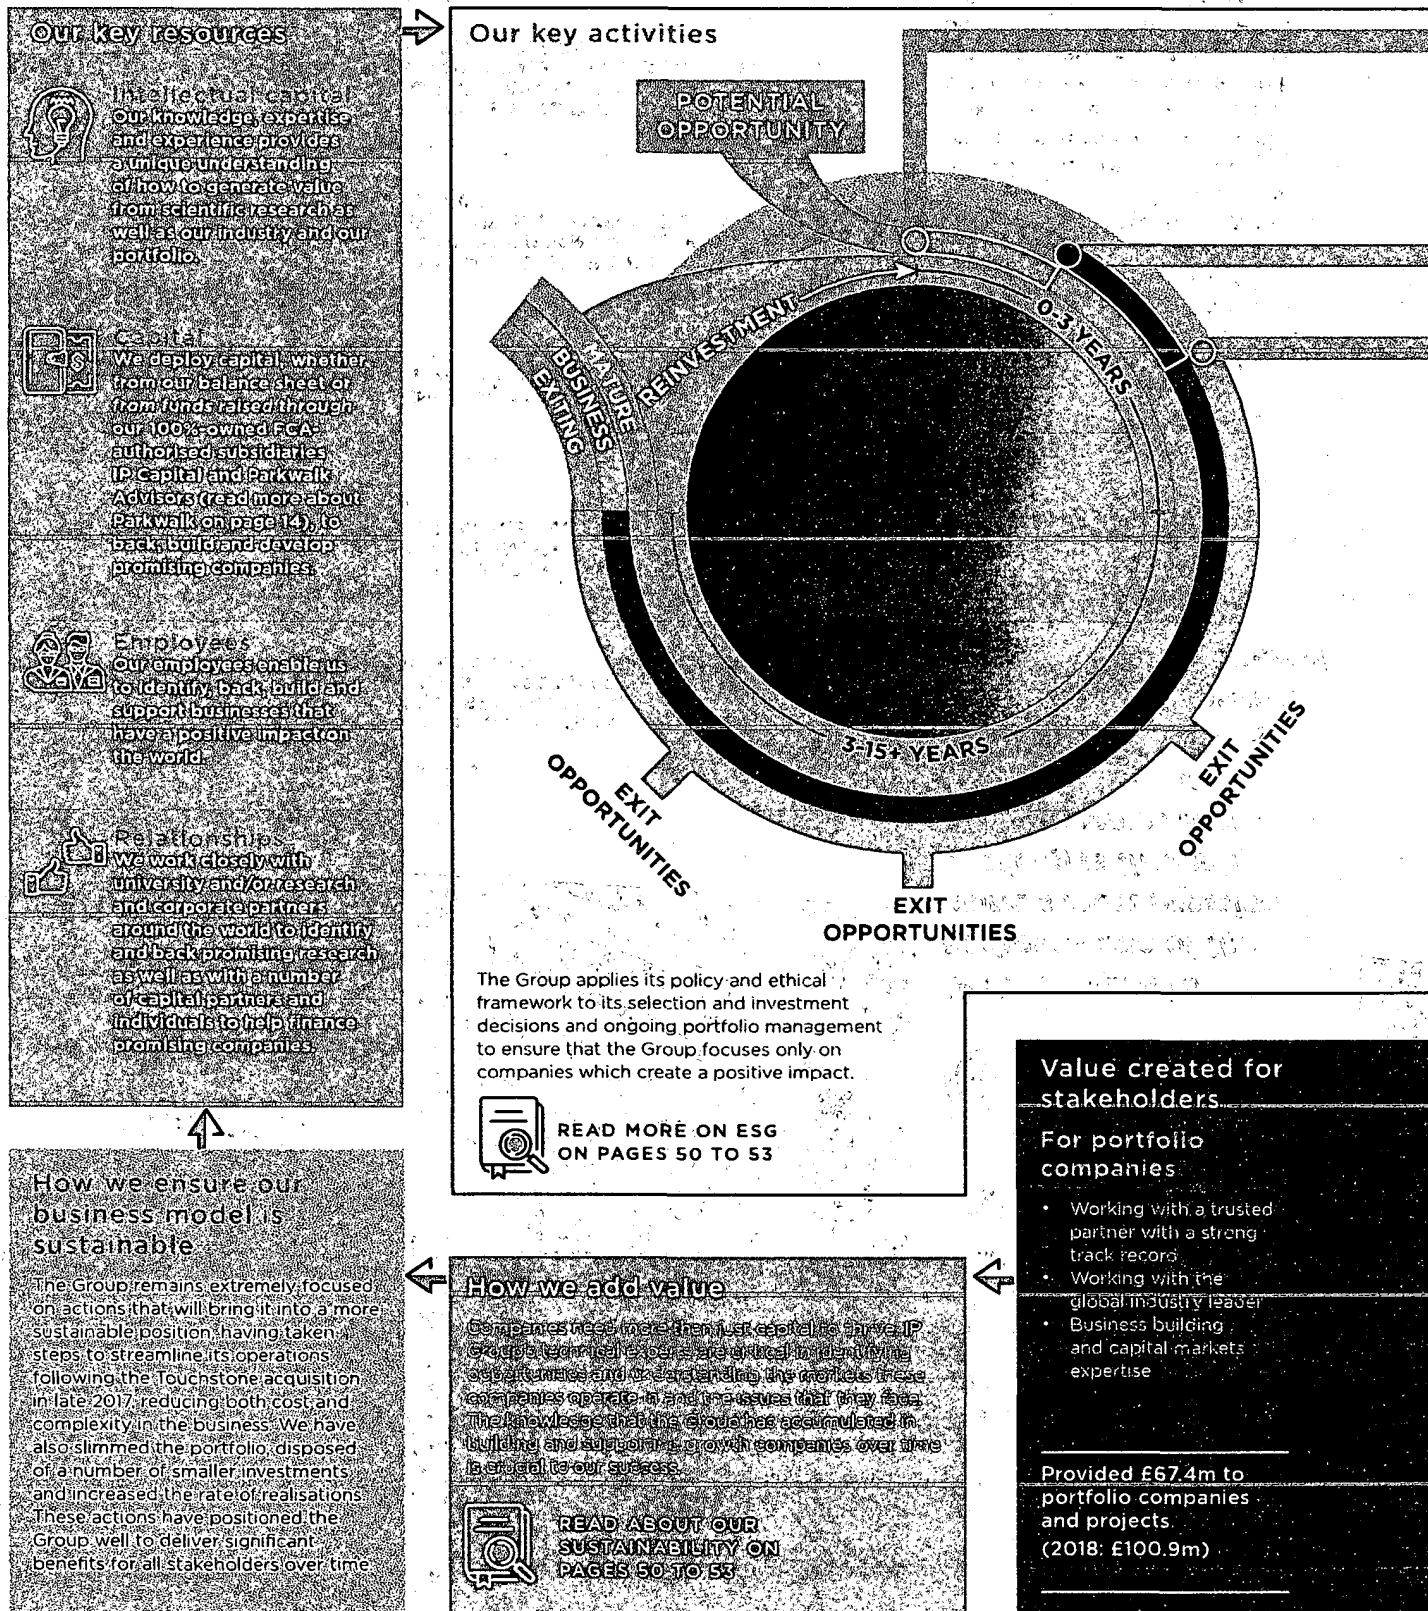 Our key resources
Intellectual capital
Our knowledge, expertise
and experience provides
a unique understanding
of how to generate value
from scientific research as
well as our industry and our
portfolio.
Capital
We deploy capital, whether
from our balance sheet or
from funds raised through
our 100%-owned FCA-
authorised subsidiaries
IP Capital and Parkwalk
Advisors (read more about
Parkwalk on page 14), to
back, build and develop
promising companies.
Employees
Our employees enable us
to identify, back, build and
support businesses that
have a positive impact on
the world.
Relationships
We work closely with
university and/or research
and corporate partners
around the world to identify
and back promising research
as well as with a number
of capital partners and
individuals to help finance
promising companies.
Our key activities
POTENTIAL
OPPORTUNITY
MATURE
BUSINESS
EXITING
REINVESTMENT
0-3 YEARS
3-15+ YEARS
EXIT
OPPORTUNITIES
EXIT
OPPORTUNITIES
EXIT
OPPORTUNITIES
The Group applies its policy and ethical
framework to its selection and investment
decisions and ongoing portfolio management
to ensure that the Group focuses only on
companies which create a positive impact.
READ MORE ON ESG
ON PAGES 50 TO 53
How we ensure our
business model is
sustainable
The Group remains extremely focused
on actions that will bring it into a more
sustainable position, having taken
steps to streamline its operations
following the Touchstone acquisition
in late 2017, reducing both cost and
complexity in the business. We have
also slimmed the portfolio, disposed
of a number of smaller investments
and increased the rate of realisations.
These actions have positioned the
Group well to deliver significant
benefits for all stakeholders over time.
How we add value
Companies need more than just capital to thrive. IP
Group's technical experts are critical in identifying
opportunities and understanding the markets these
companies operate in and the issues that they face.
The knowledge that the Group has accumulated in
building and supporting growth companies over time
is crucial to our success.
READ ABOUT OUR
SUSTAINABILITY ON
PAGES 50 TO 53
Value created for
stakeholders
For portfolio
companies
• Working with a trusted
partner with a strong
track record
• Working with the
global industry leader
• Business building
and capital markets
expertise
Provided £67.4m to
portfolio companies
and projects
(2018: £100.9m)